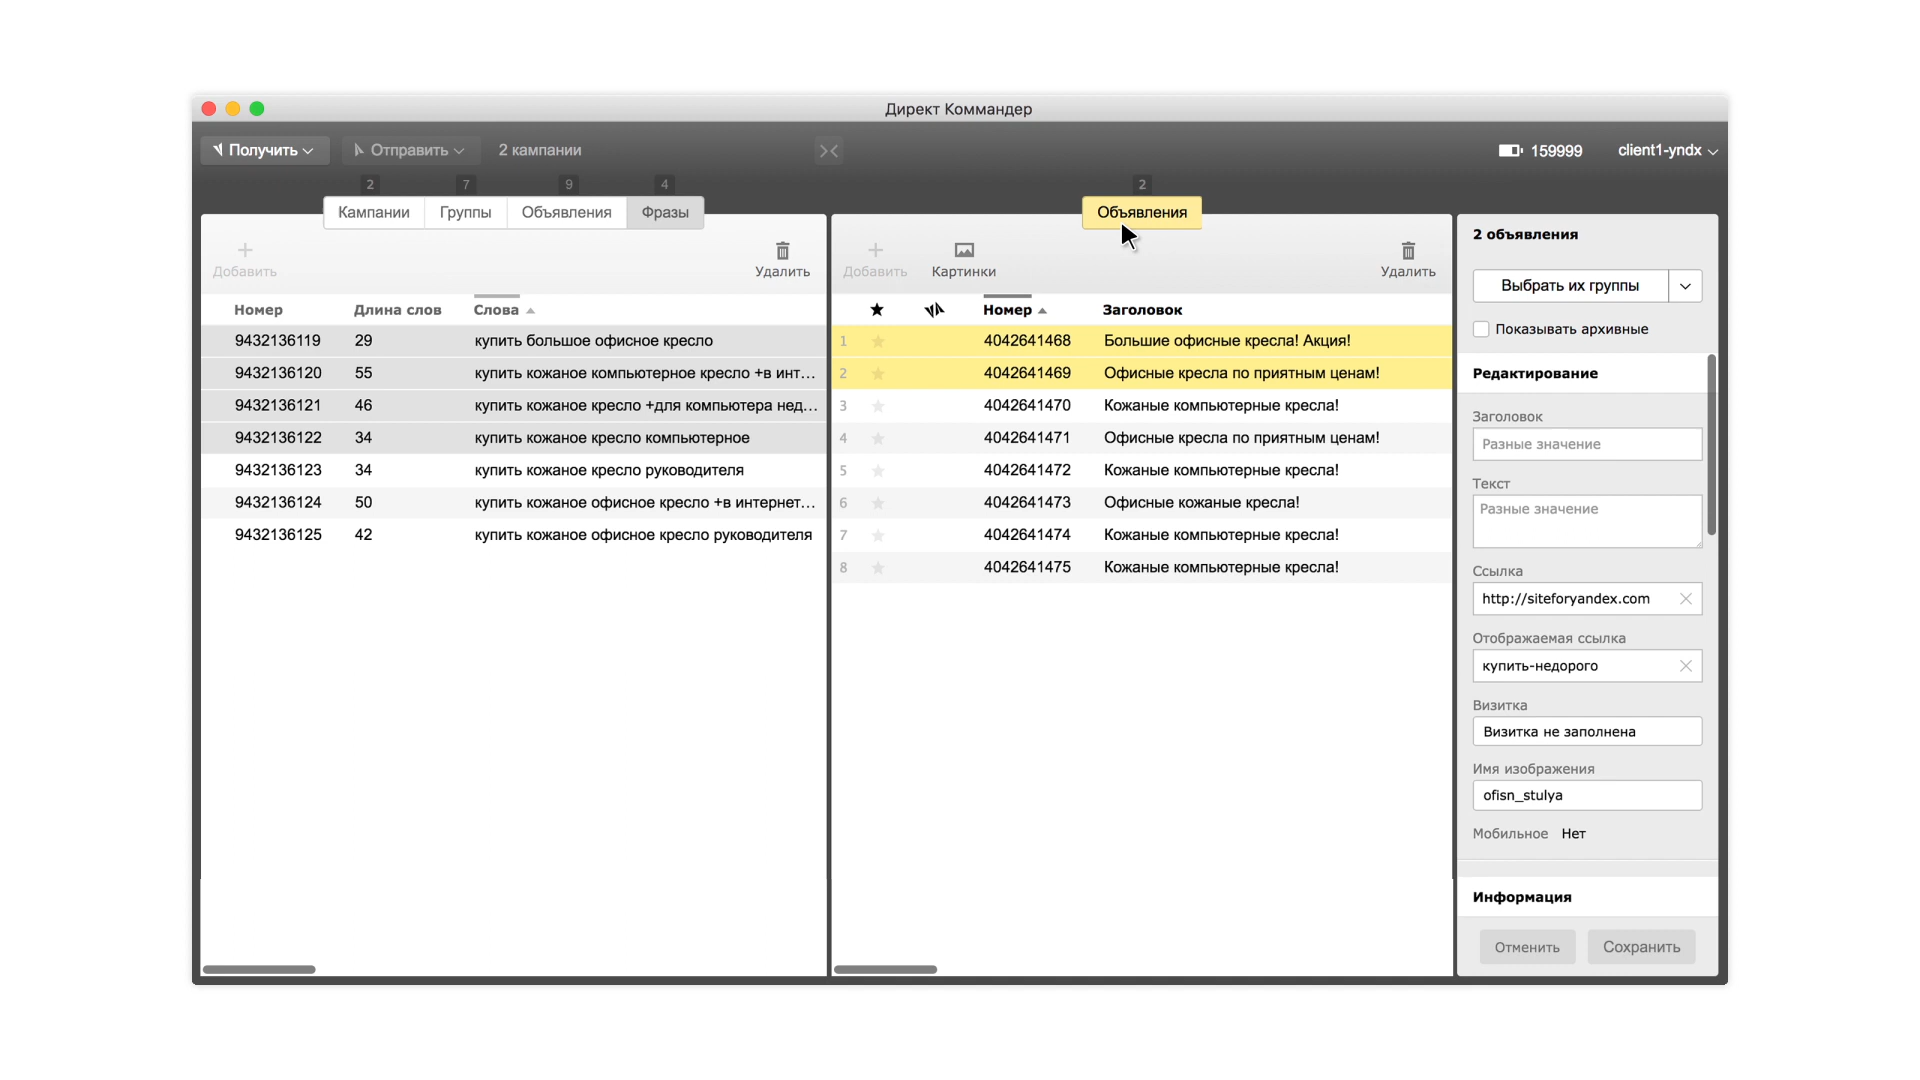 Директ Коммандер
Получить Отправить 2 кампании 159999 client1-yndx
2 7 9 4
Кампании Группы Объявления Фразы
Добавить Удалить
Номер Длина слов Слова
9432136119 29 купить большое офисное кресло
9432136120 55 купить кожаное компьютерное кресло +в инт...
9432136121 46 купить кожаное кресло +для компьютера нед...
9432136122 34 купить кожаное кресло компьютерное
9432136123 34 купить кожаное кресло руководителя
9432136124 50 купить кожаное офисное кресло +в интернет...
9432136125 42 купить кожаное офисное кресло руководителя
2
Объявления
Добавить Картинки Удалить
Номер Заголовок
1 4042641468 Большие офисные кресла! Акция!
2 4042641469 Офисные кресла по приятным ценам!
3 4042641470 Кожаные компьютерные кресла!
4 4042641471 Офисные кресла по приятным ценам!
5 4042641472 Кожаные компьютерные кресла!
6 4042641473 Офисные кожаные кресла!
7 4042641474 Кожаные компьютерные кресла!
8 4042641475 Кожаные компьютерные кресла!
2 объявления
Выбрать их группы
Показывать архивные
Редактирование
Заголовок
Разные значение
Текст
Разные значение
Ссылка
http://siteforyandex.com
Отображаемая ссылка
купить-недорого
Визитка
Визитка не заполнена
Имя изображения
ofisn_stulya
Мобильное Нет
Информация
Отменить Сохранить